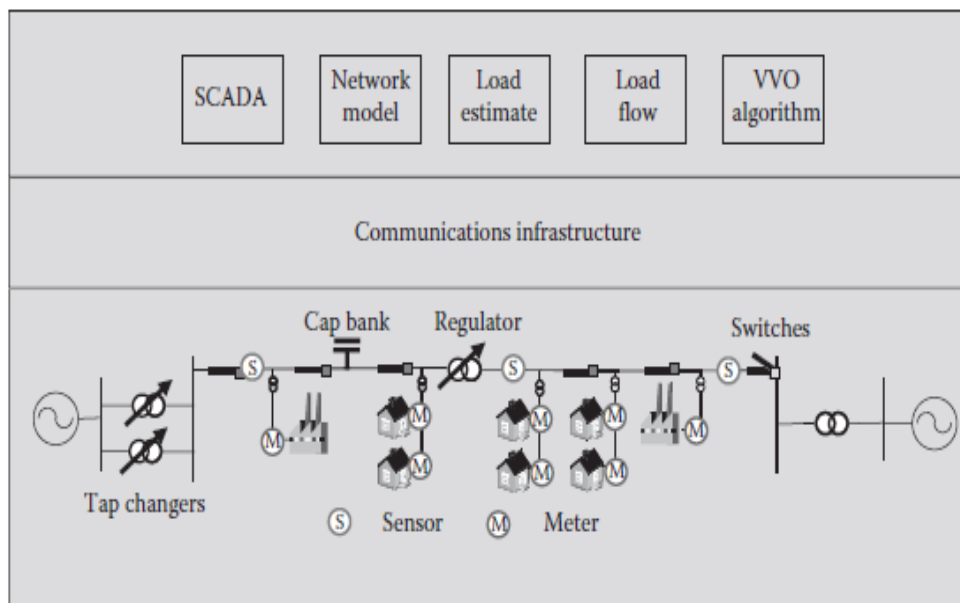 SCADA
Network
model
Load
estimate
Load
flow
VVO
algorithm
Communications infrastructure
Cap bank
Regulator
Switches
S
S
S
M
M
M
M
M
M
M
M
M
Tap changers
S Sensor M Meter